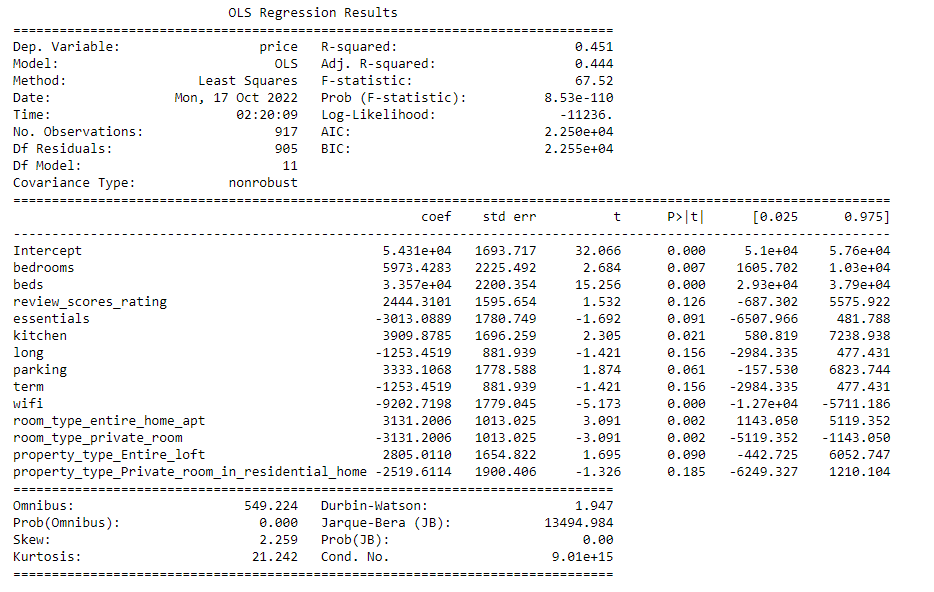 OLS Regression Results
==============================================================================
Dep. Variable: price R-squared: 0.451
Model: OLS Adj. R-squared: 0.444
Method: Least Squares F-statistic: 67.52
Date: Mon, 17 Oct 2022 Prob (F-statistic): 8.53e-110
Time: 02:20:09 Log-Likelihood: -11236.
No. Observations: 917 AIC: 2.250e+04
Df Residuals: 905 BIC: 2.255e+04
Df Model: 11
Covariance Type: nonrobust
==================================================================================================================
coef std err t P>|t| [0.025 0.975]
------------------------------------------------------------------------------------------------------------------
Intercept 5.431e+04 1693.717 32.066 0.000 5.1e+04 5.76e+04
bedrooms 5973.4283 2225.492 2.684 0.007 1605.702 1.03e+04
beds 3.357e+04 2200.354 15.256 0.000 2.93e+04 3.79e+04
review_scores_rating 2444.3101 1595.654 1.532 0.126 -687.302 5575.922
essentials -3013.0889 1780.749 -1.692 0.091 -6507.966 481.788
kitchen 3909.8785 1696.259 2.305 0.021 580.819 7238.938
long -1253.4519 881.939 -1.421 0.156 -2984.335 477.431
parking 3333.1068 1778.588 1.874 0.061 -157.530 6823.744
term -1253.4519 881.939 -1.421 0.156 -2984.335 477.431
wifi -9202.7198 1779.045 -5.173 0.000 -1.27e+04 -5711.186
room_type_entire_home_apt 3131.2006 1013.025 3.091 0.002 1143.050 5119.352
room_type_private_room -3131.2006 1013.025 -3.091 0.002 -5119.352 -1143.050
property_type_Entire_loft 2805.0110 1654.822 1.695 0.090 -442.725 6052.747
property_type_Private_room_in_residential_home -2519.6114 1900.406 -1.326 0.185 -6249.327 1210.104
==============================================================================
Omnibus: 549.224 Durbin-Watson: 1.947
Prob(Omnibus): 0.000 Jarque-Bera (JB): 13494.984
Skew: 2.259 Prob(JB): 0.00
Kurtosis: 21.242 Cond. No. 9.01e+15
==============================================================================